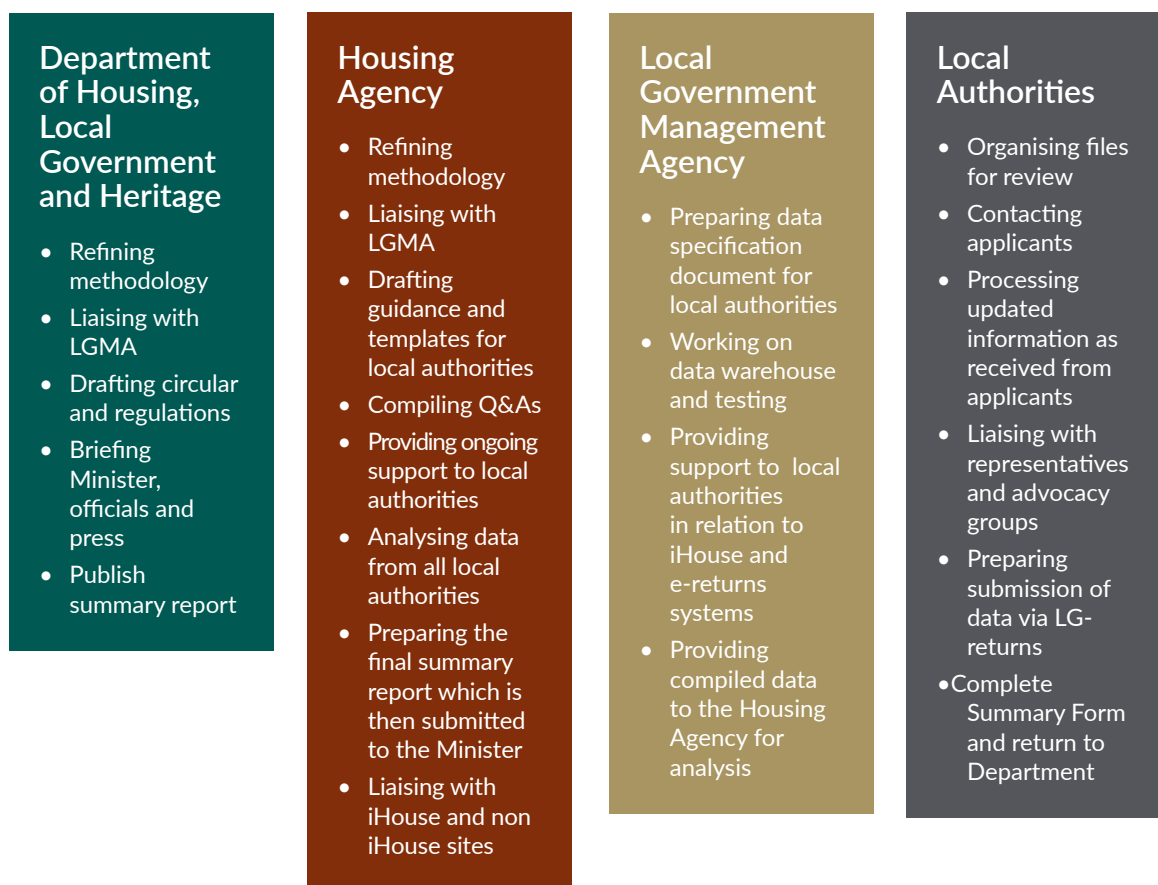 Department
of Housing,
Local
Government
and Heritage
• Refining
methodology
• Liaising with
LGMA
• Drafting circular
and regulations
• Briefing
Minister,
officials and
press
• Publish
summary report
Housing
Agency
• Refining
methodology
• Liaising with
LGMA
• Drafting
guidance and
templates for
local authorities
• Compiling Q&As
• Providing ongoing
support to local
authorities
• Analysing data
from all local
authorities
• Preparing the
final summary
report which is
then submitted
to the Minister
• Liaising with
iHouse and non
iHouse sites
Local
Government
Management
Agency
• Preparing data
specification
document for
local authorities
• Working on
data warehouse
and testing
• Providing
support to  local
authorities
in relation to
iHouse and
e-returns
systems
• Providing
compiled data
to the Housing
Agency for
analysis
Local
Authorities
• Organising files
for review
• Contacting
applicants
• Processing
updated
information as
received from
applicants
• Liaising with
representatives
and advocacy
groups
• Preparing
submission of
data via LG-
returns
•Complete
Summary Form
and return to
Department